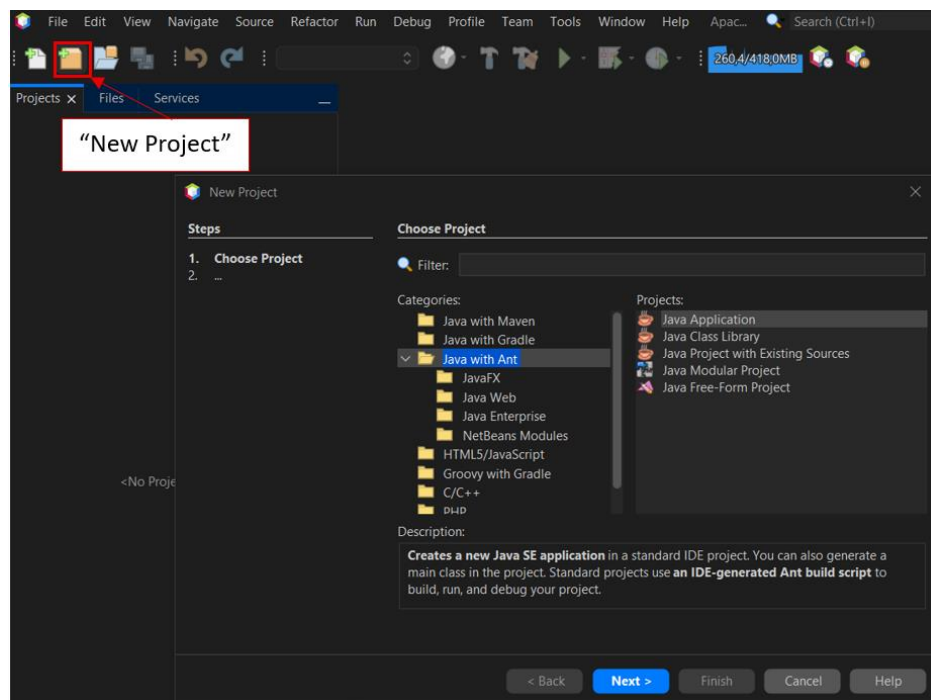 File Edit View Navigate Source Refactor Run Debug Profile Team Tools Window Help Apac... Search (Ctrl+I)
260,4/418,0MB
Projects Files Services
“New Project”
New Project
Steps
1. Choose Project
2. ...
Choose Project
Filter:
Categories:
Java with Maven
Java with Gradle
Java with Ant
JavaFX
Java Web
Java Enterprise
NetBeans Modules
HTML5/JavaScript
Groovy with Gradle
C/C++
PHP
Projects:
Java Application
Java Class Library
Java Project with Existing Sources
Java Modular Project
Java Free-Form Project
<No Proje
Description:
Creates a new Java SE application in a standard IDE project. You can also generate a
main class in the project. Standard projects use an IDE-generated Ant build script to
build, run, and debug your project.
< Back Next > Finish Cancel Help